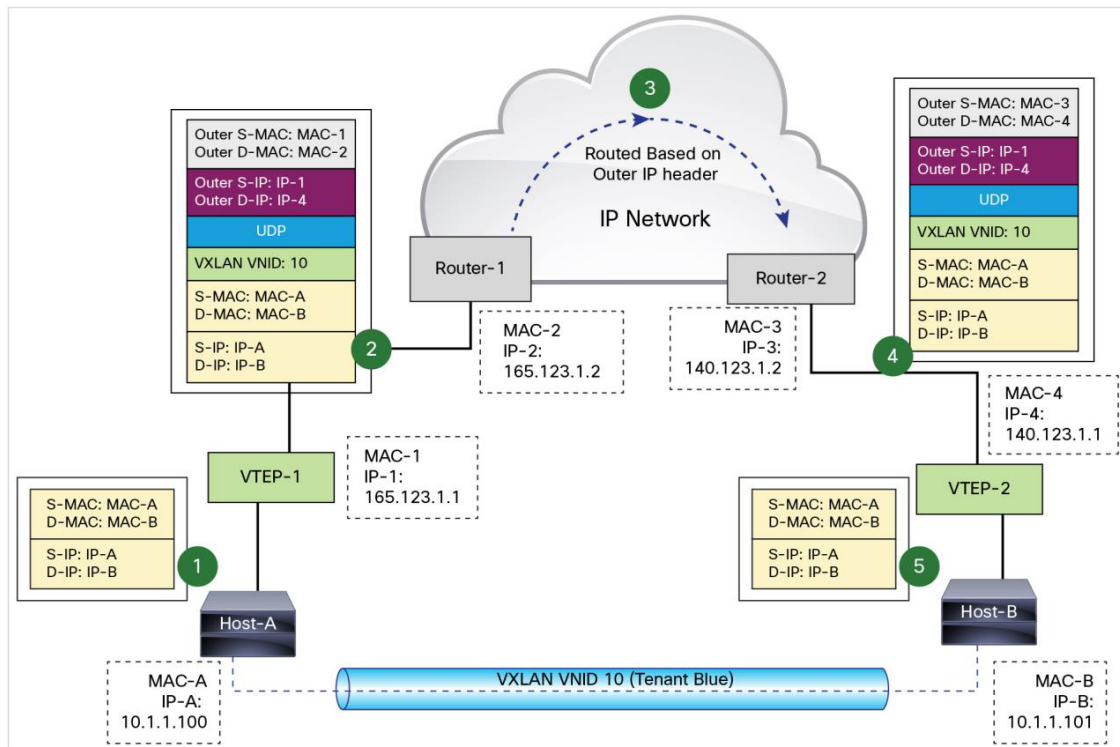 3
Routed Based on
Outer IP header
IP Network
Outer S-MAC: MAC-1
Outer D-MAC: MAC-2
Outer S-IP: IP-1
Outer D-IP: IP-4
UDP
VXLAN VNID: 10
S-MAC: MAC-A
D-MAC: MAC-B
S-IP: IP-A
D-IP: IP-B
2
Router-1
MAC-2
IP-2:
165.123.1.2
Router-2
MAC-3
IP-3:
140.123.1.2
Outer S-MAC: MAC-3
Outer D-MAC: MAC-4
Outer S-IP: IP-1
Outer D-IP: IP-4
UDP
VXLAN VNID: 10
S-MAC: MAC-A
D-MAC: MAC-B
S-IP: IP-A
D-IP: IP-B
4
MAC-4
IP-4:
140.123.1.1
VTEP-1
MAC-1
IP-1:
165.123.1.1
VTEP-2
S-MAC: MAC-A
D-MAC: MAC-B
S-IP: IP-A
D-IP: IP-B
1
S-MAC: MAC-A
D-MAC: MAC-B
S-IP: IP-A
D-IP: IP-B
5
Host-A
Host-B
MAC-A
IP-A:
10.1.1.100
VXLAN VNID 10 (Tenant Blue)
MAC-B
IP-B:
10.1.1.101